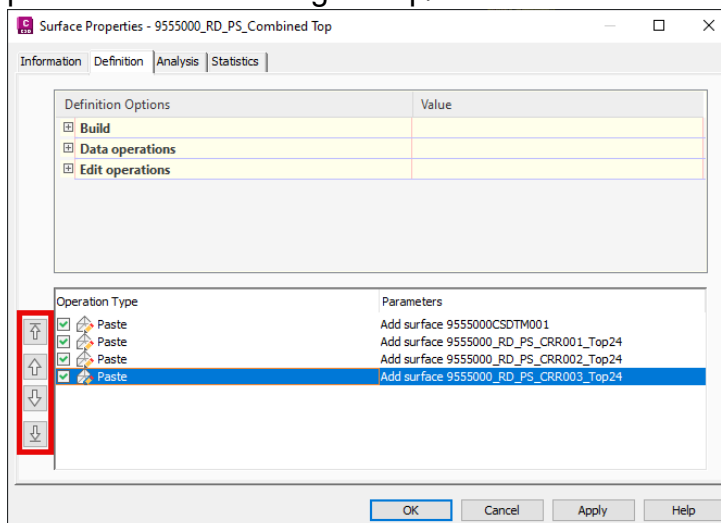 Surface Properties - 9555000_RD_PS_Combined Top
Information Definition Analysis Statistics
Definition Options Value
Build
Data operations
Edit operations
Operation Type Parameters
Paste Add surface 9555000CSDTM001
Paste Add surface 9555000_RD_PS_CRR001_Top24
Paste Add surface 9555000_RD_PS_CRR002_Top24
Paste Add surface 9555000_RD_PS_CRR003_Top24
OK Cancel Apply Help